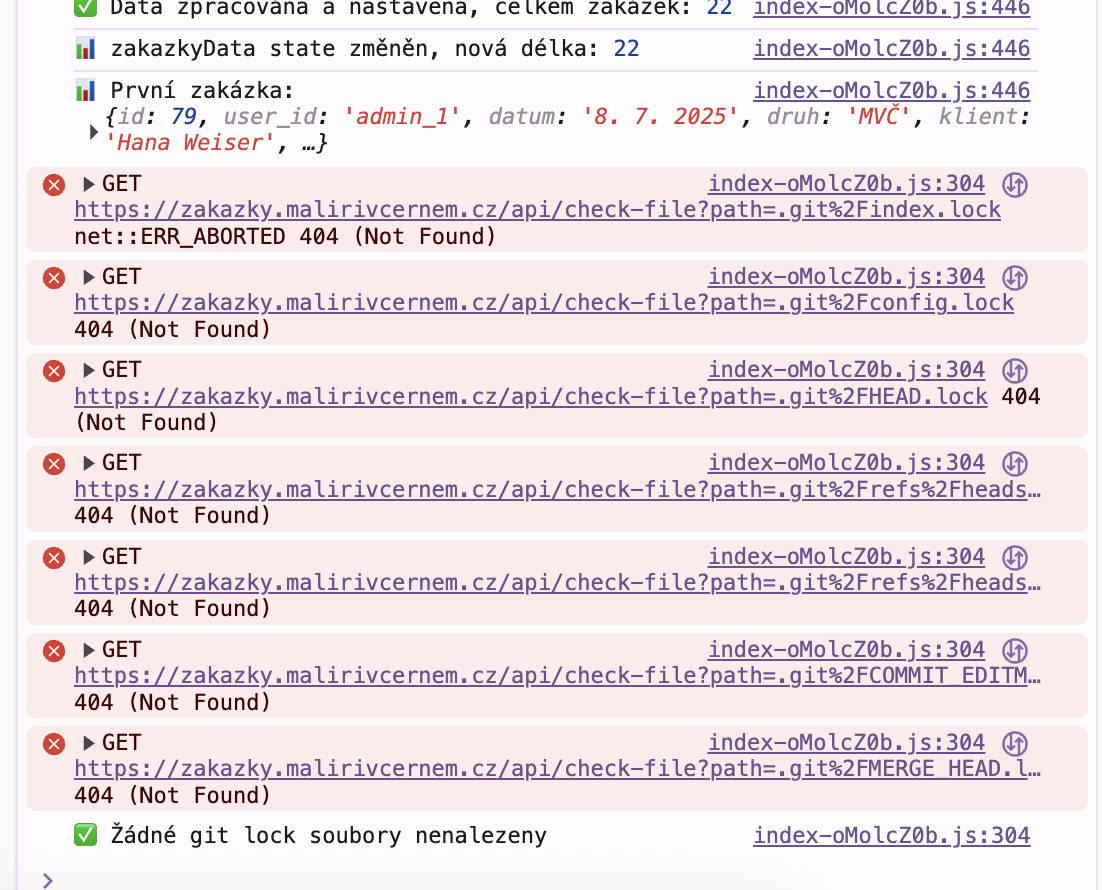 ✅ Data zpracována a nastavena, celkem zakázek: 22 index-oMolcZ0b.js:446
📊 zakazkyData state změněn, nová délka: 22 index-oMolcZ0b.js:446
📊 První zakázka: index-oMolcZ0b.js:446
{id: 79, user_id: 'admin_1', datum: '8. 7. 2025', druh: 'MVČ', klient:
'Hana Weiser', …}
GET index-oMolcZ0b.js:304
https://zakazky.malirivcernem.cz/api/check-file?path=.git%2Findex.lock
net::ERR_ABORTED 404 (Not Found)
GET index-oMolcZ0b.js:304
https://zakazky.malirivcernem.cz/api/check-file?path=.git%2Fconfig.lock
404 (Not Found)
GET index-oMolcZ0b.js:304
https://zakazky.malirivcernem.cz/api/check-file?path=.git%2FHEAD.lock 404
(Not Found)
GET index-oMolcZ0b.js:304
https://zakazky.malirivcernem.cz/api/check-file?path=.git%2Frefs%2Fheads…
404 (Not Found)
GET index-oMolcZ0b.js:304
https://zakazky.malirivcernem.cz/api/check-file?path=.git%2Frefs%2Fheads…
404 (Not Found)
GET index-oMolcZ0b.js:304
https://zakazky.malirivcernem.cz/api/check-file?path=.git%2FCOMMIT_EDITM…
404 (Not Found)
GET index-oMolcZ0b.js:304
https://zakazky.malirivcernem.cz/api/check-file?path=.git%2FMERGE_HEAD.l…
404 (Not Found)
✅ Žádné git lock soubory nenalezeny index-oMolcZ0b.js:304